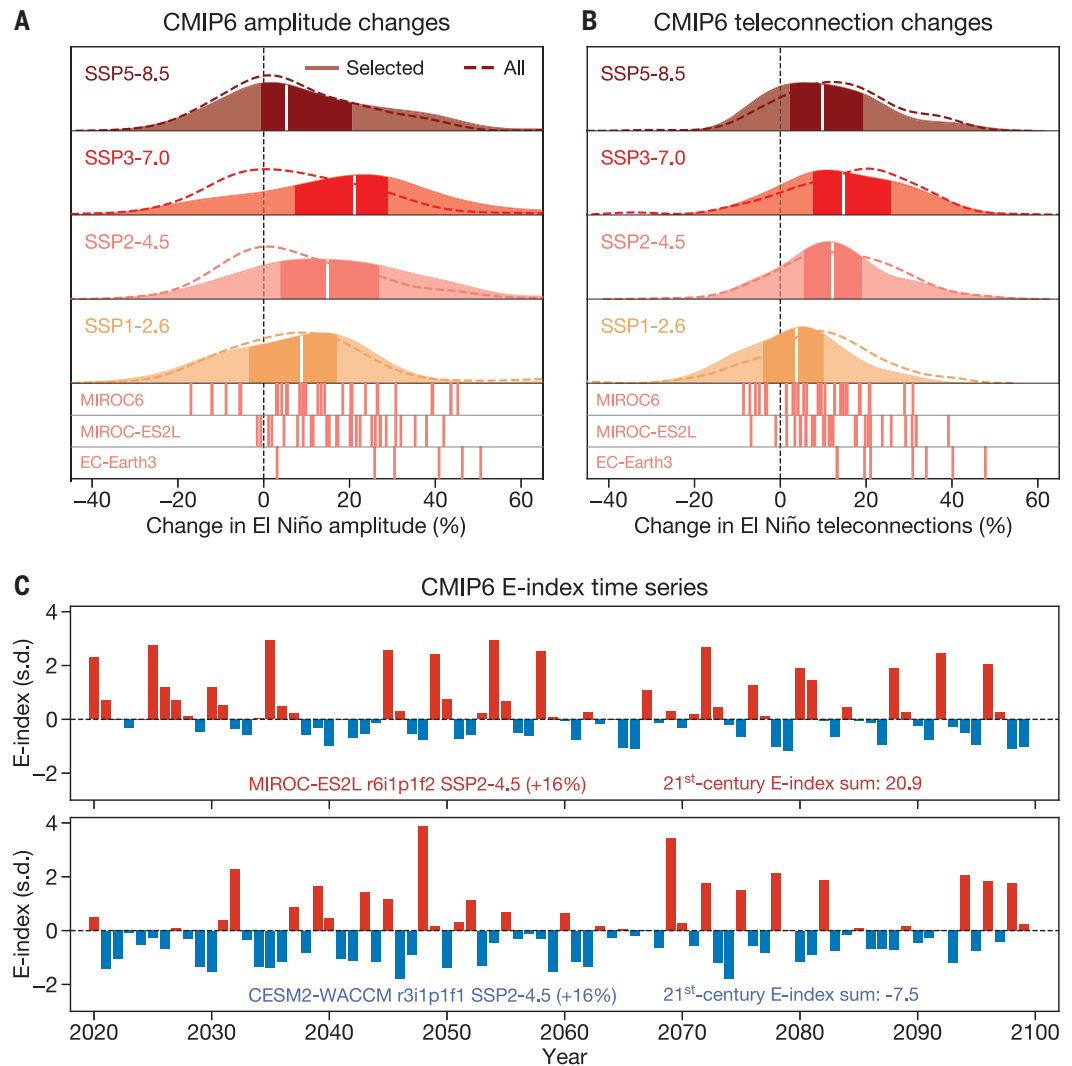 A
CMIP6 amplitude changes
SSP5-8.5
Selected
All
SSP3-7.0
SSP2-4.5
SSP1-2.6
MIROC6
MIROC-ES2L
EC-Earth3
−40 −20 0 20 40 60
Change in El Niño amplitude (%)
B
CMIP6 teleconnection changes
SSP5-8.5
SSP3-7.0
SSP2-4.5
SSP1-2.6
MIROC6
MIROC-ES2L
EC-Earth3
−40 −20 0 20 40 60
Change in El Niño teleconnections (%)
C
CMIP6 E-index time series
E-index (s.d.)
4
2
0
−2
MIROC-ES2L r6i1p1f2 SSP2-4.5 (+16%) 21st-century E-index sum: 20.9
E-index (s.d.)
4
2
0
−2
CESM2-WACCM r3i1p1f1 SSP2-4.5 (+16%) 21st-century E-index sum: -7.5
2020 2030 2040 2050 2060 2070 2080 2090 2100
Year